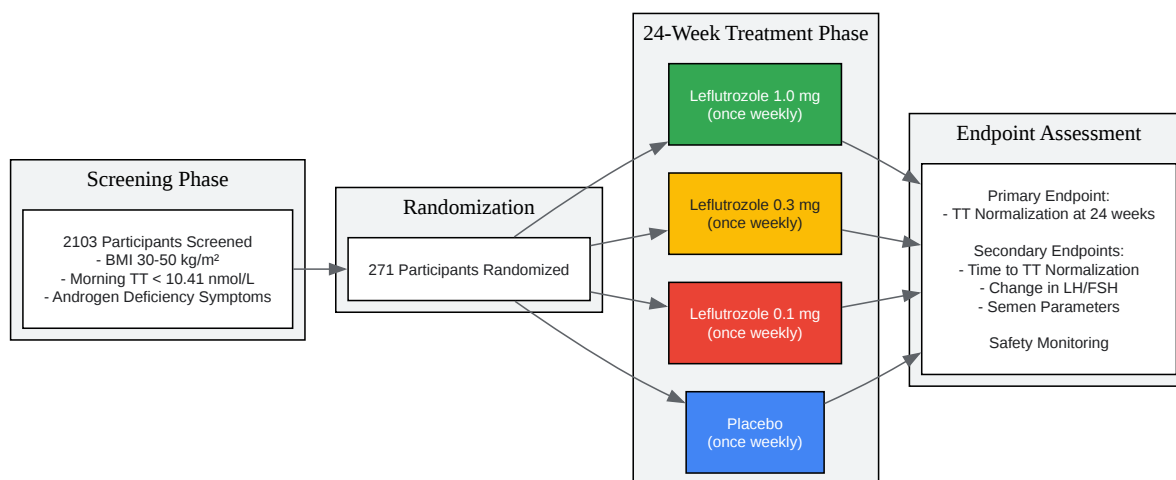 Screening Phase
2103 Participants Screened
- BMI 30-50 kg/m²
- Morning TT < 10.41 nmol/L
- Androgen Deficiency Symptoms
Randomization
271 Participants Randomized
24-Week Treatment Phase
Leflutrozole 1.0 mg
(once weekly)
Leflutrozole 0.3 mg
(once weekly)
Leflutrozole 0.1 mg
(once weekly)
Placebo
(once weekly)
Endpoint Assessment
Primary Endpoint:
- TT Normalization at 24 weeks
Secondary Endpoints:
- Time to TT Normalization
- Change in LH/FSH
- Semen Parameters
Safety Monitoring